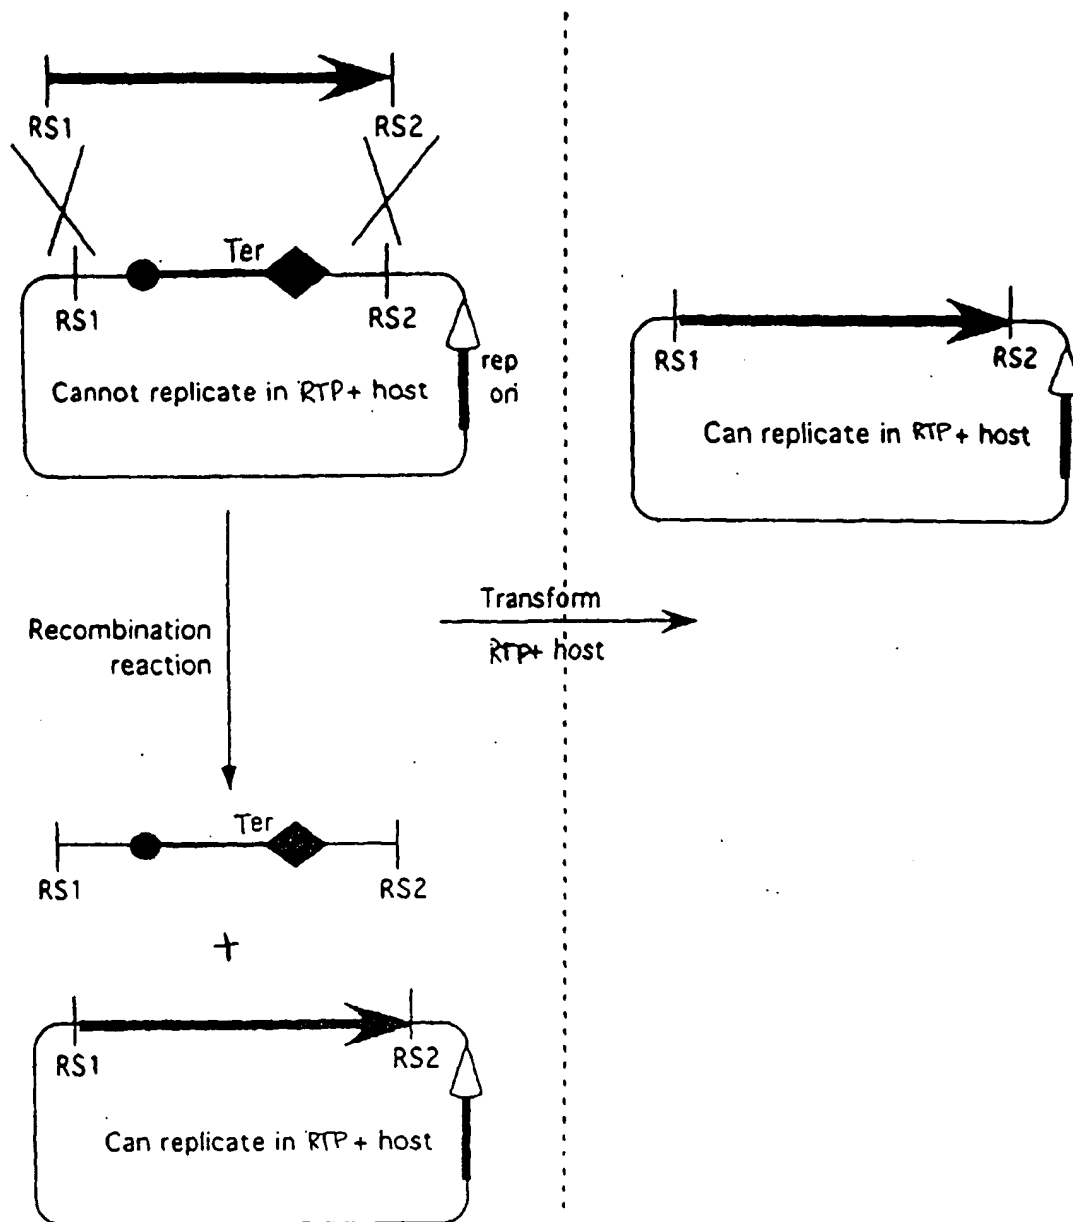 RS1
RS2
Ter
RS1
RS2
rep
ori
Cannot replicate in RTP+ host
RS1
RS2
Can replicate in RTP+ host
Recombination
reaction
Transform
RTP+ host
Ter
RS1
RS2
+
RS1
RS2
Can replicate in RTP+ host